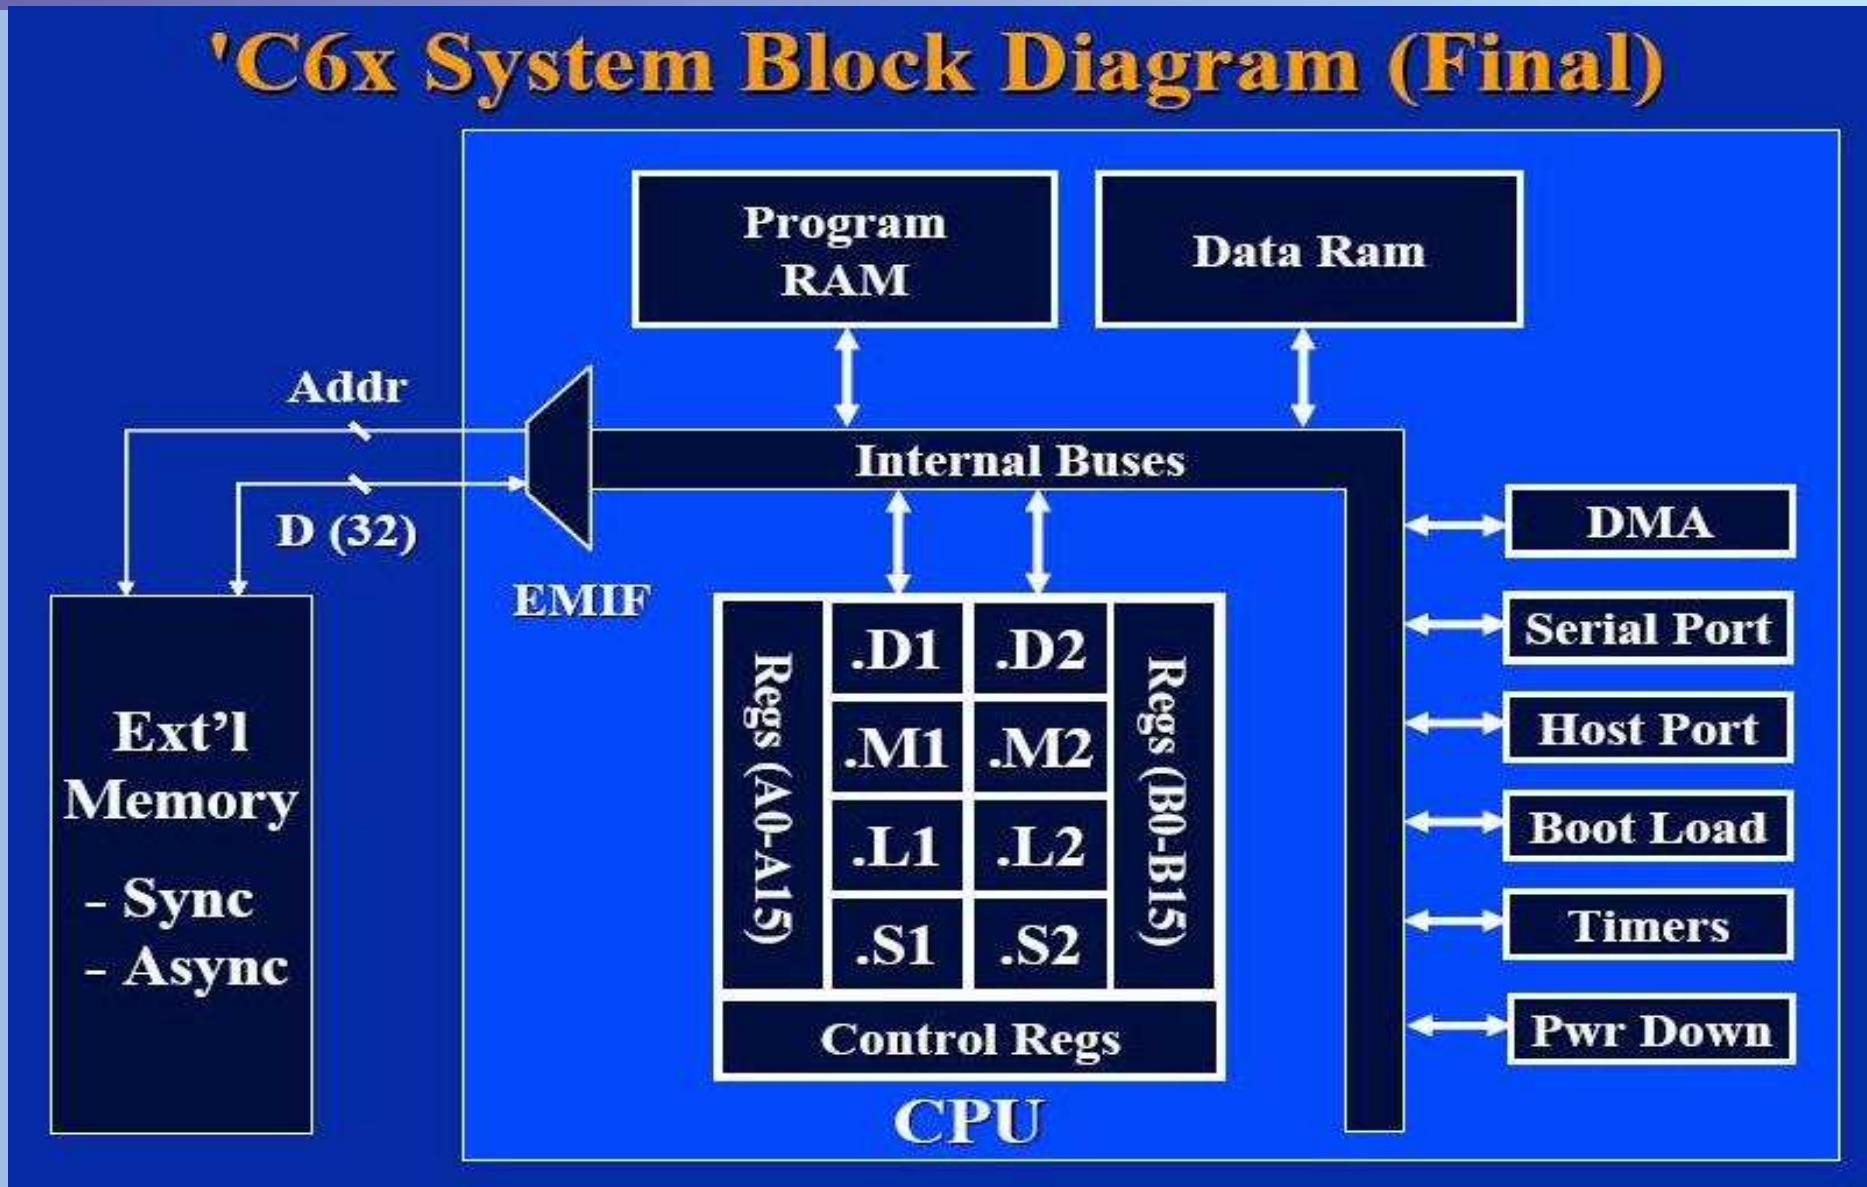 'C6x System Block Diagram (Final)
Program
RAM
Data Ram
Addr
Internal Buses
D (32)
EMIF
DMA
Serial Port
Host Port
Boot Load
Timers
Pwr Down
Ext’l
Memory
- Sync
- Async
Regs (A0-A15)
.D1
.D2
.M1
.M2
.L1
.L2
.S1
.S2
Regs (B0-B15)
Control Regs
CPU